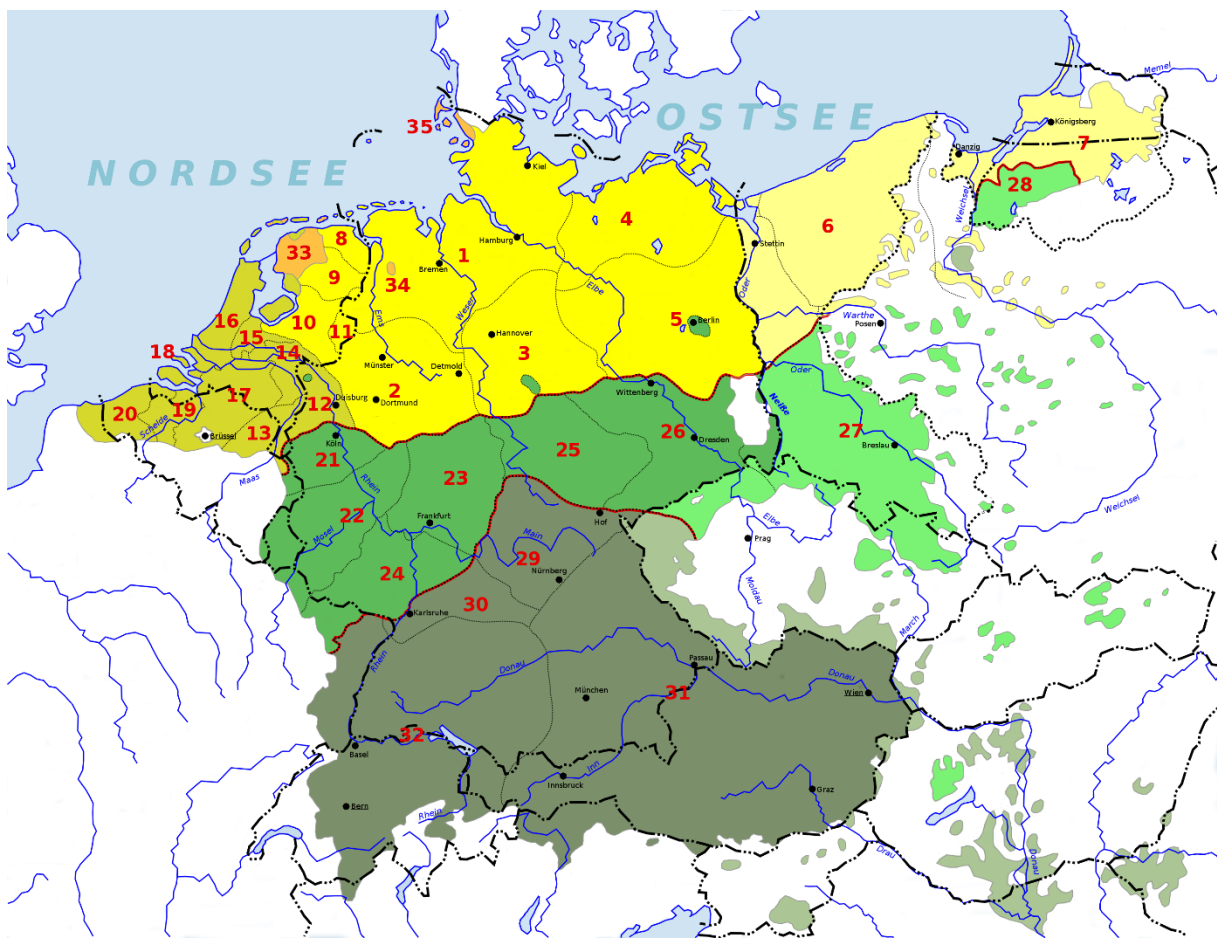 Memel
35
OSTSEE
Königsberg
NORDSEE
7
Danzig
Kiel
28
Weichsel
4
6
8
Hamburg
Stettin
33
1
Bremen
9
34
Elbe
Oder
Ems
Weser
10
16
11
5
Berlin
Warthe
Posen
15
Hannover
18
14
3
Münster
Detmold
Oder
Wittenberg
2
17
12
Duisburg
Dortmund
Neiße
20
19
Schelde
13
Brüssel
Köln
26
Dresden
27
Breslau
25
21
23
Maas
Rhein
Weichsel
22
Frankfurt
Hof
Elbe
Mosel
Main
Prag
29
24
Nürnberg
Moldau
30
Karlsruhe
March
Rhein
Donau
Passau
Donau
31
Wien
München
32
Basel
Inn
Innsbruck
Graz
Bern
Rhein
Drau
Donau